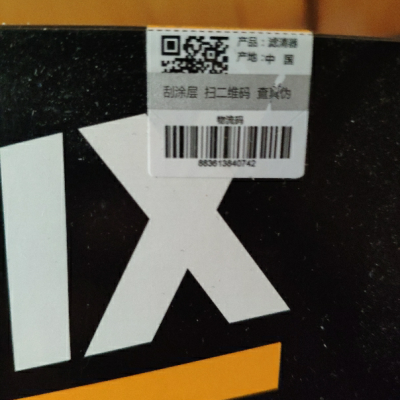 产品：滤清器
产地：中 国
刮涂层 扫二维码 查真伪
物流码
883613840742
IX